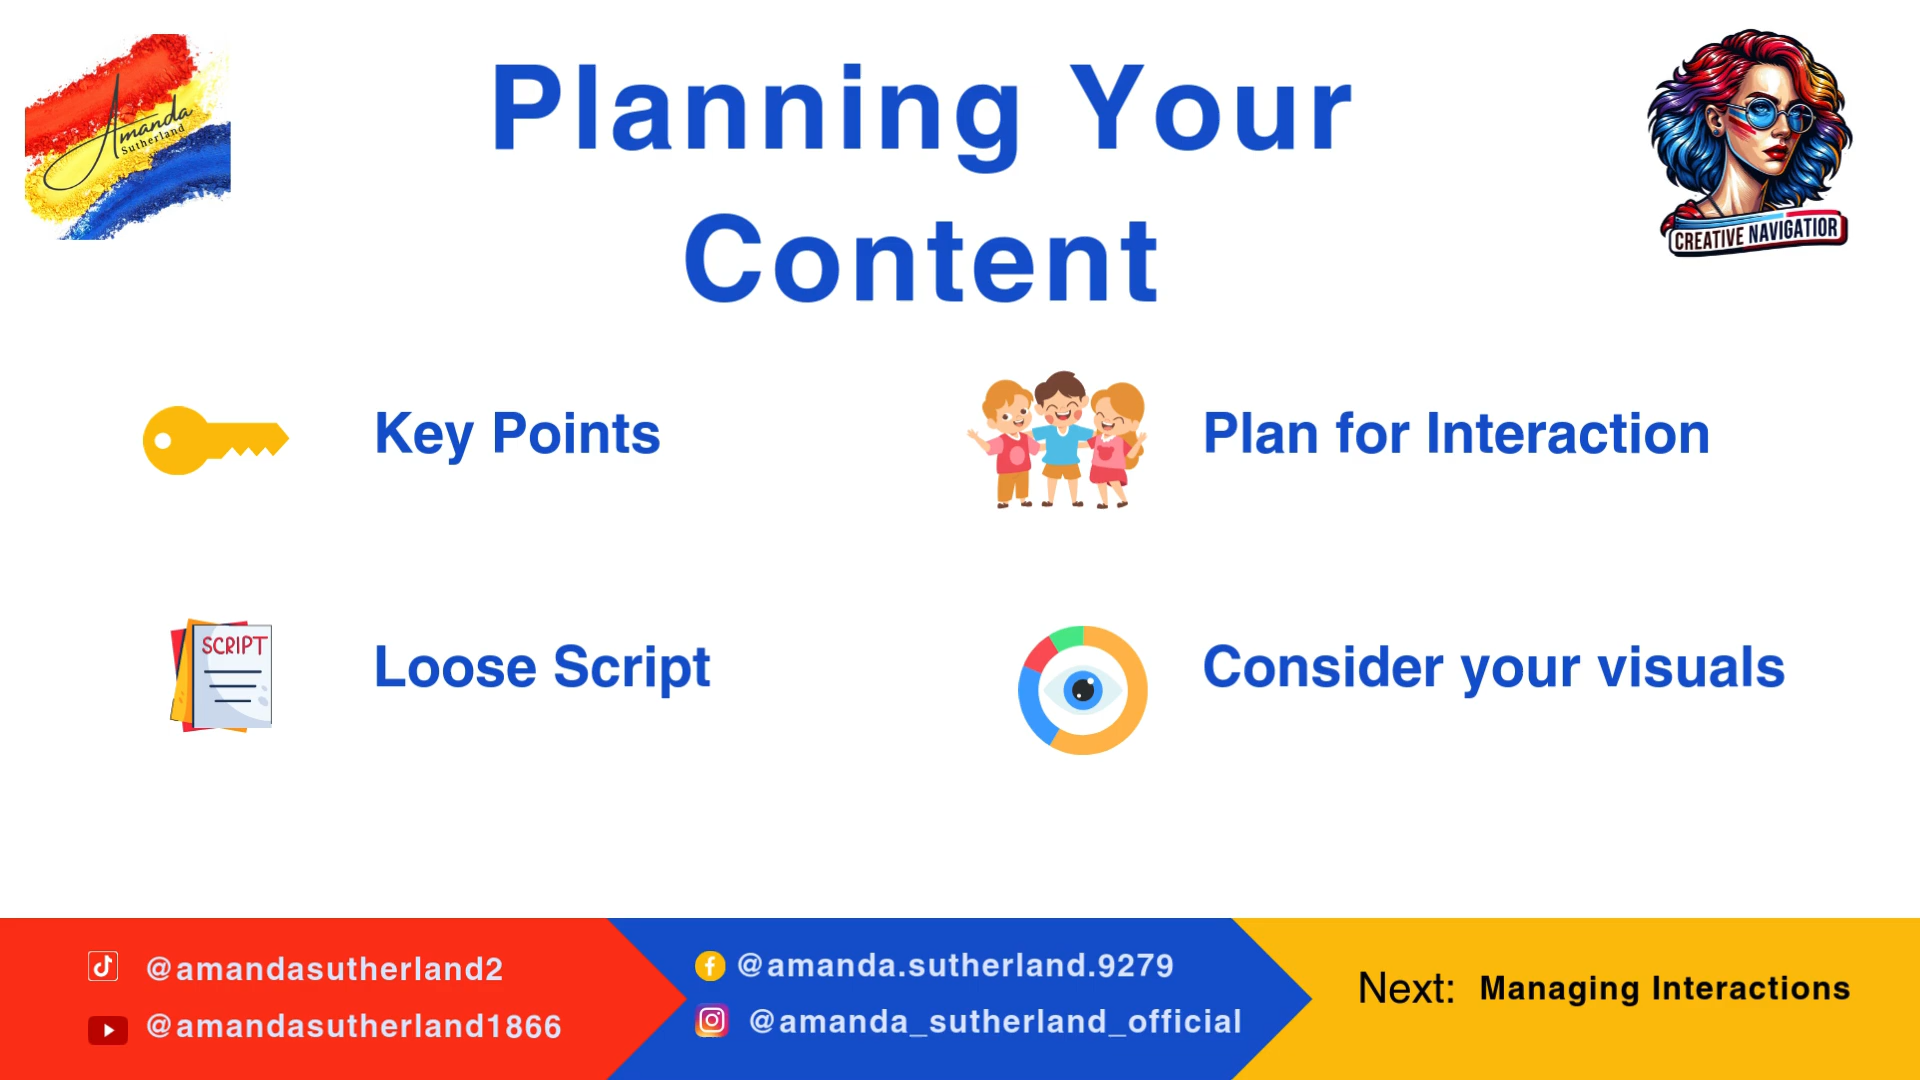 Amanda
Sutherland
Planning Your
Content
CREATIVE NAVIGATIOR
Key Points
Plan for Interaction
SCRIPT
Loose Script
Consider your visuals
@amandasutherland2
@amandasutherland1866
@amanda.sutherland.9279
@amanda_sutherland_official
Next: Managing Interactions